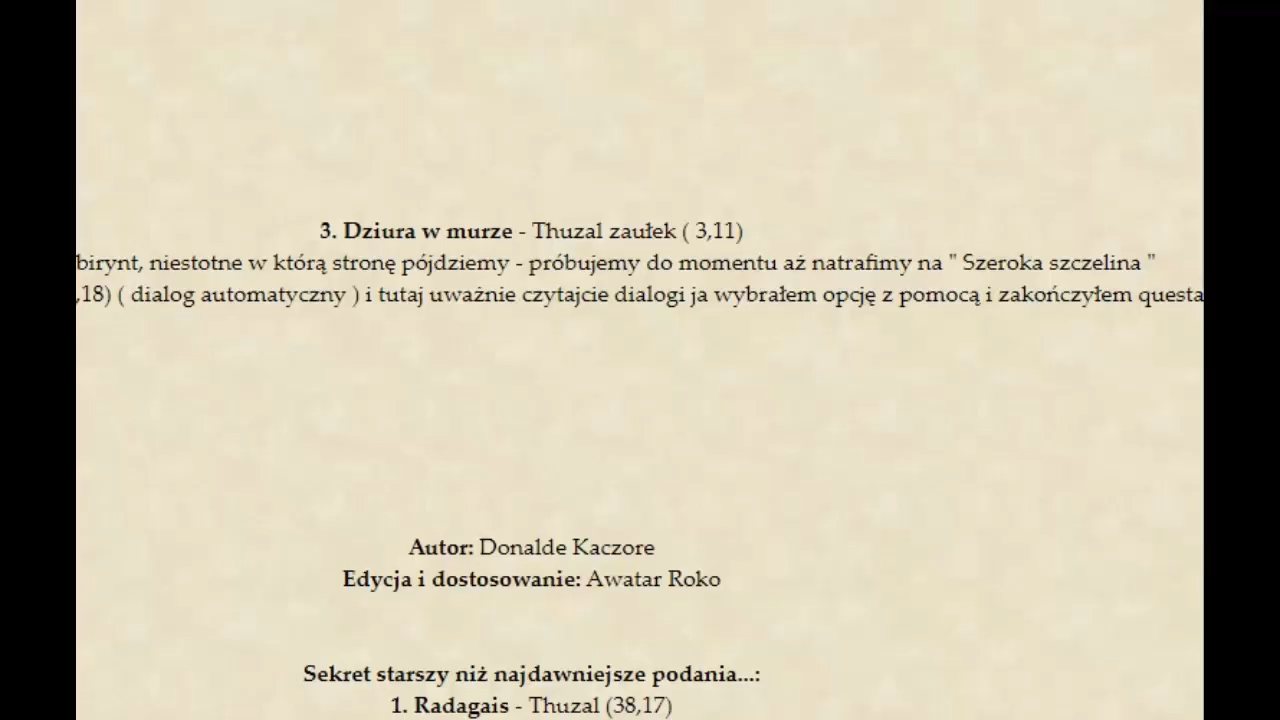 3. Dziura w murze - Thuzal zaułek ( 3,11)
birynt, niestotne w którą stronę pójdziemy - próbujemy do momentu aż natrafimy na " Szeroka szczelina "
,18) ( dialog automatyczny ) i tutaj uważnie czytajcie dialogi ja wybrałem opcję z pomocą i zakończyłem questa
Autor: Donalde Kaczore
Edycja i dostosowanie: Awatar Roko
Sekret starszy niż najdawniejsze podania...:
1. Radagais - Thuzal (38,17)